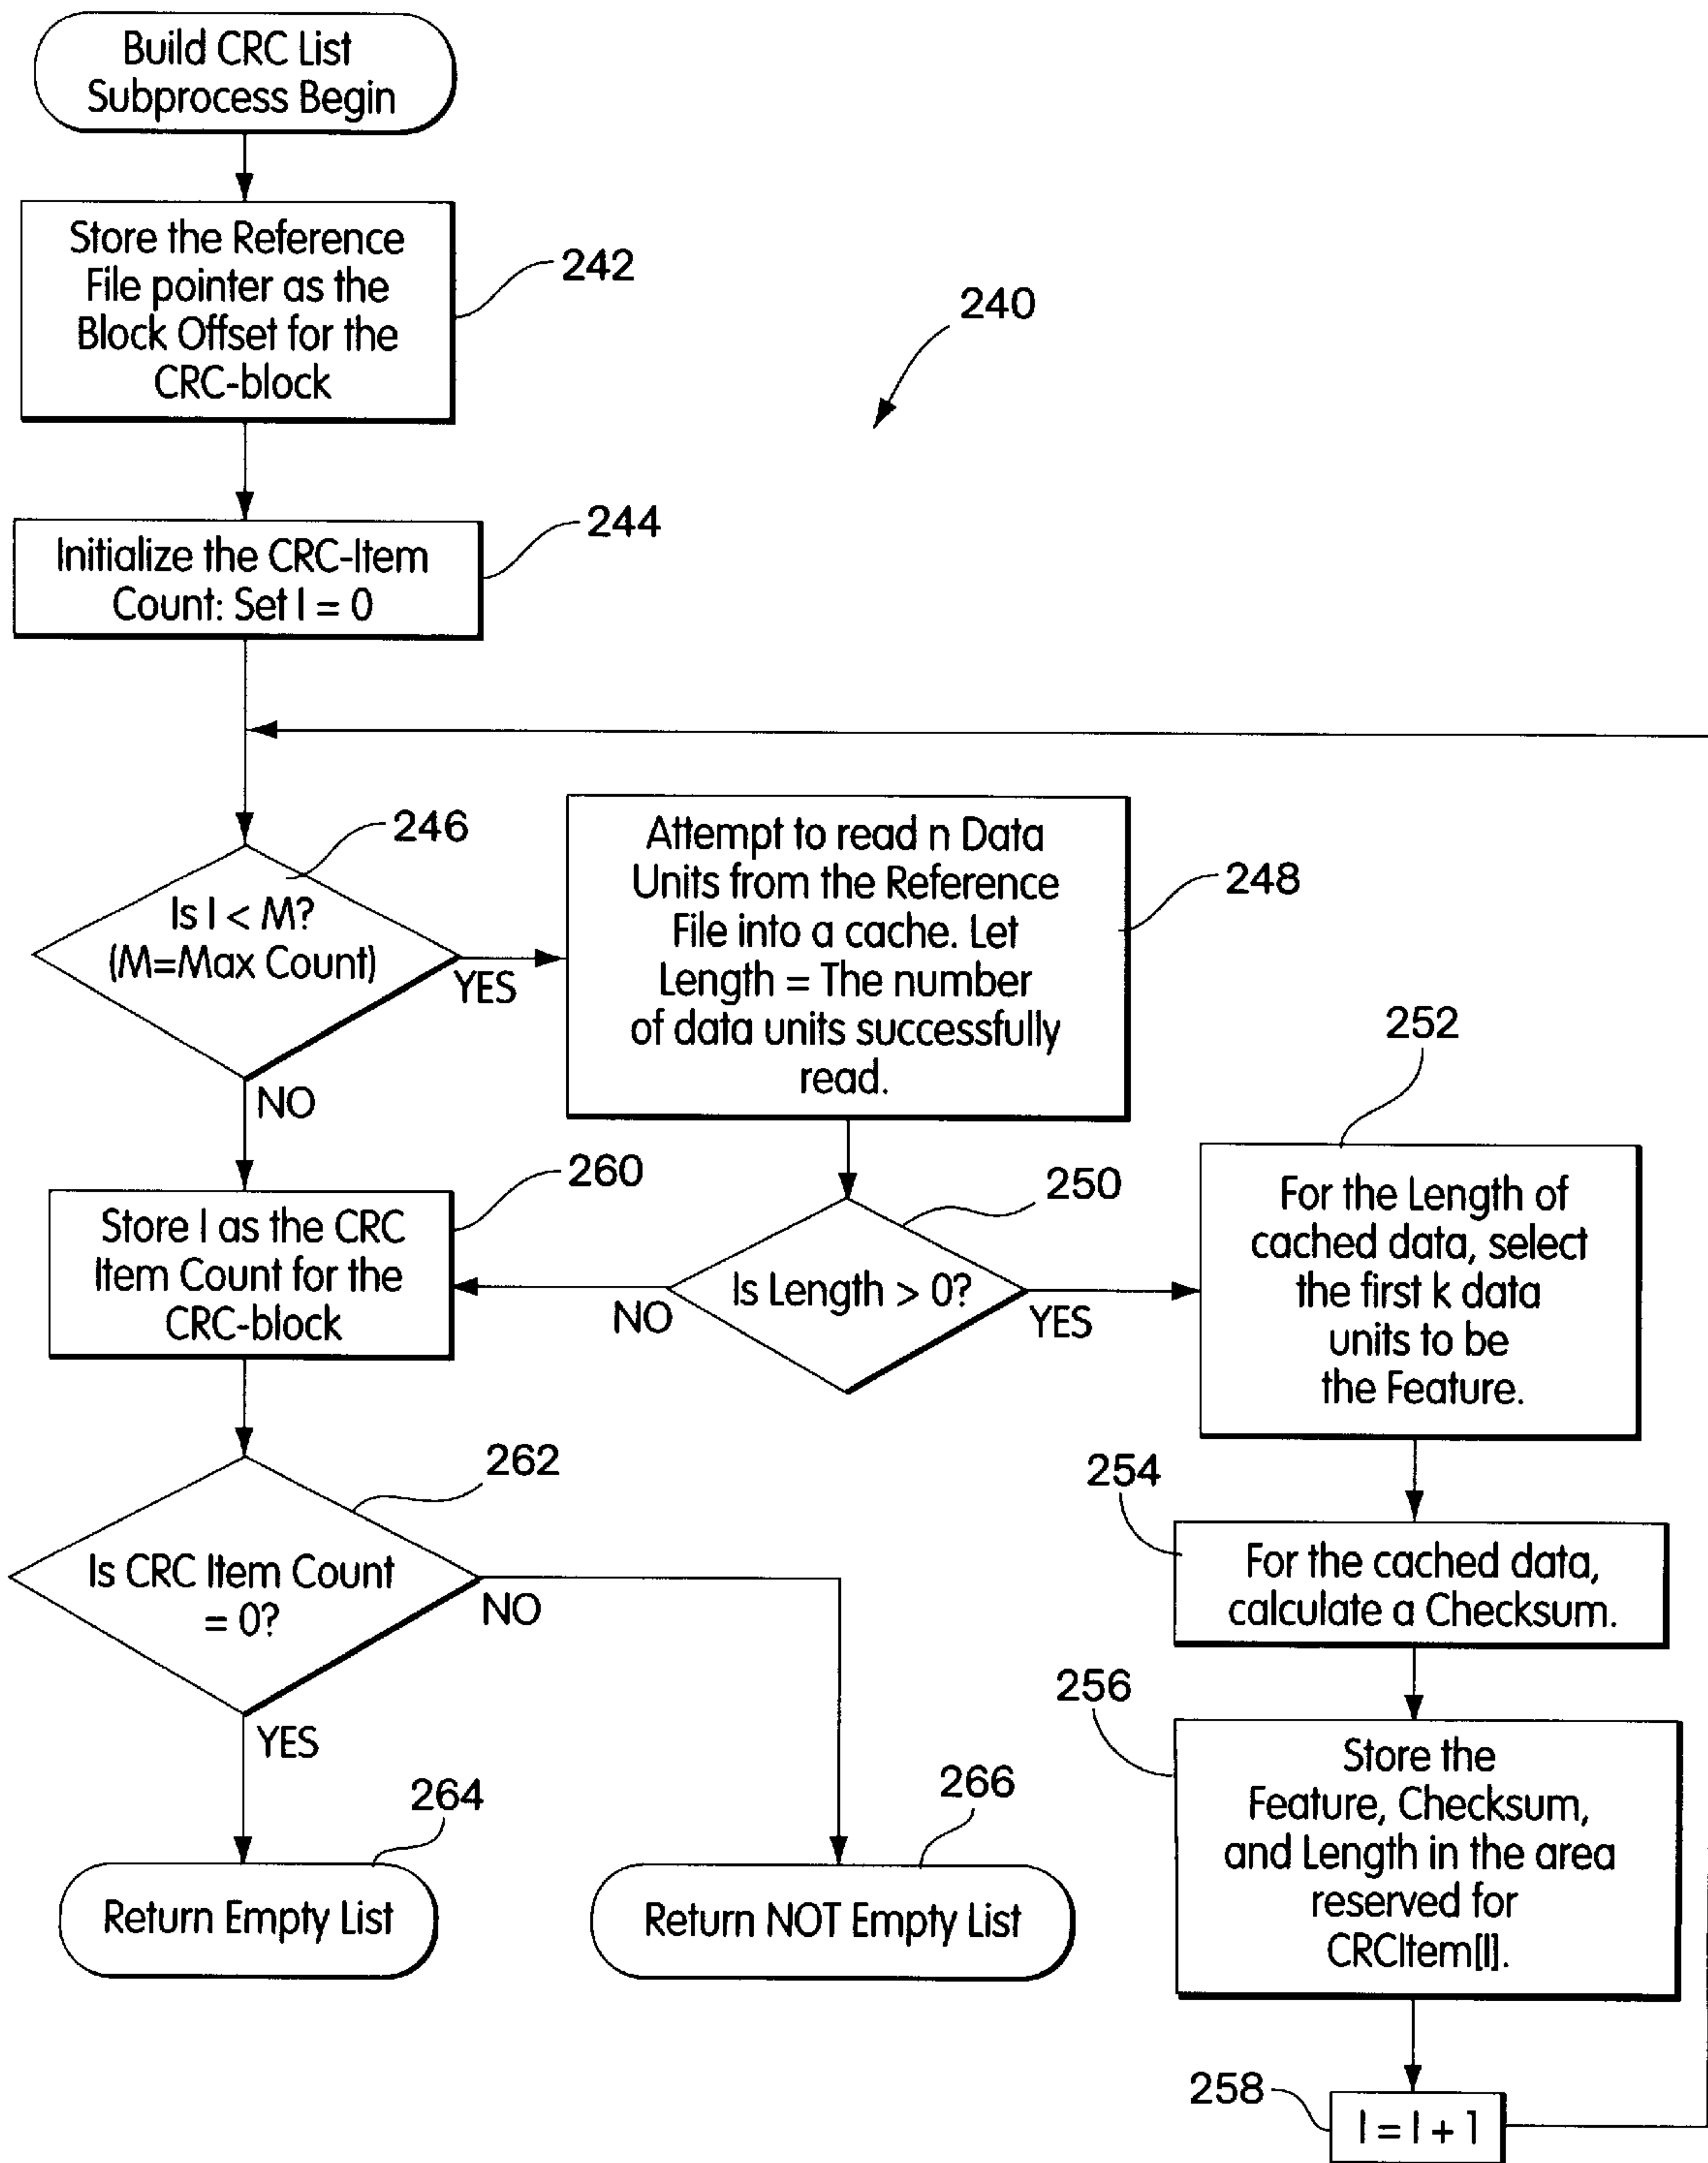 Build CRC List
Subprocess Begin
Store the Reference
File pointer as the
Block Offset for the
CRC-block
242
240
Initialize the CRC-Item
Count: Set I = 0
244
246
Is I < M?
(M=Max Count)
YES
NO
Attempt to read n Data
Units from the Reference
File into a cache. Let
Length = The number
of data units successfully
read.
248
250
Is Length > 0?
NO
YES
252
For the Length of
cached data, select
the first k data
units to be
the Feature.
260
Store I as the CRC
Item Count for the
CRC-block
254
For the cached data,
calculate a Checksum.
262
Is CRC Item Count
= 0?
NO
YES
256
Store the
Feature, Checksum,
and Length in the area
reserved for
CRCItem[I].
264
Return Empty List
266
Return NOT Empty List
258
I = I + 1